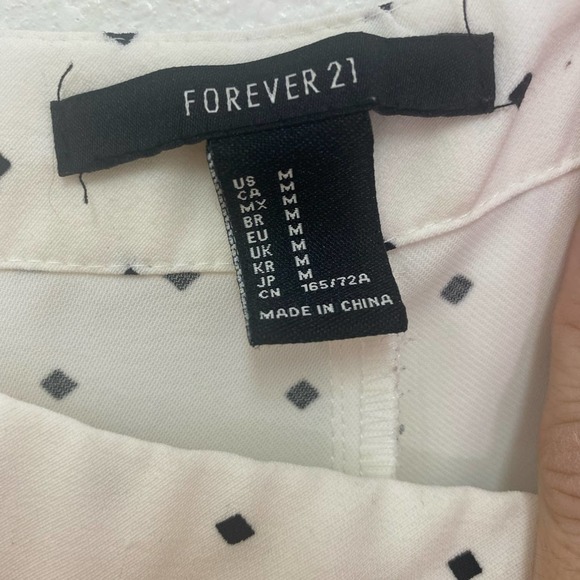 FOREVER 21
US M
CA M
MX M
BR M
EU M
UK M
KR M
JP M
CN 165/72A
MADE IN CHINA